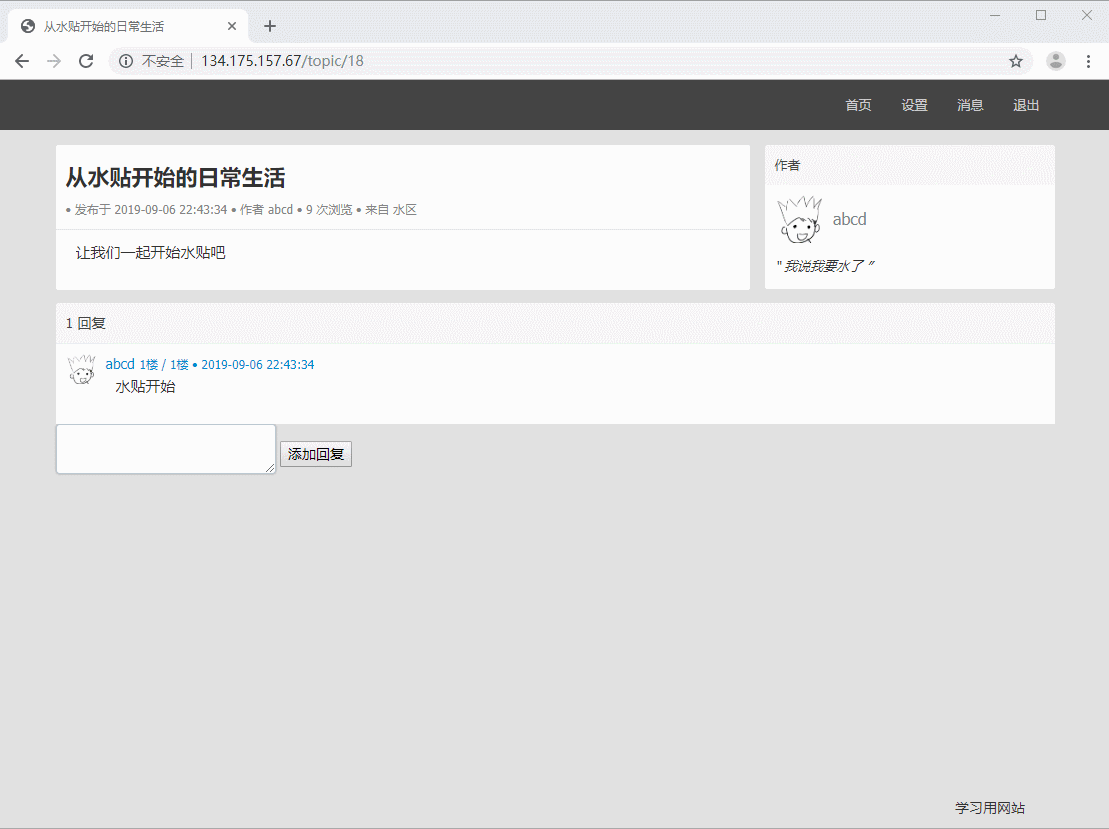 从水贴开始的日常生活
不安全 134.175.157.67/topic/18
首页 设置 消息 退出
从水贴开始的日常生活
• 发布于 2019-09-06 22:43:34 • 作者 abcd • 9 次浏览 • 来自 水区
让我们一起开始水贴吧
作者
abcd
" 我说我要水了 "
1 回复
abcd 1楼 / 1楼 • 2019-09-06 22:43:34
水贴开始
添加回复
学习用网站